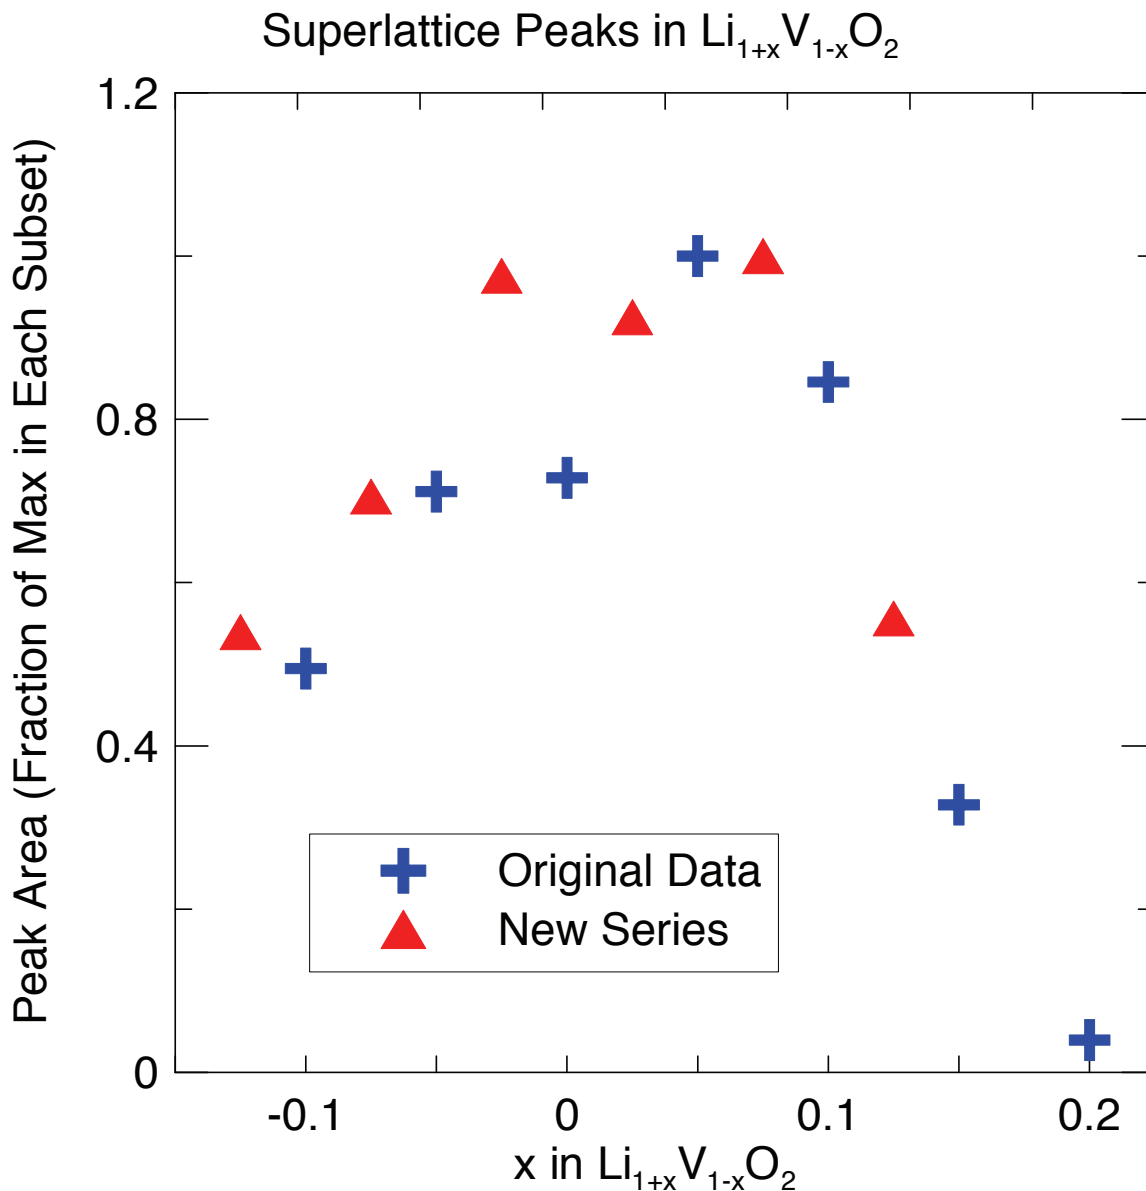 Superlattice Peaks in Li₁₊ₓV₁₋ₓO₂
Peak Area (Fraction of Max in Each Subset)
1.2
0.8
0.4
0
Original Data
New Series
-0.1 0 0.1 0.2
x in Li₁₊ₓV₁₋ₓO₂